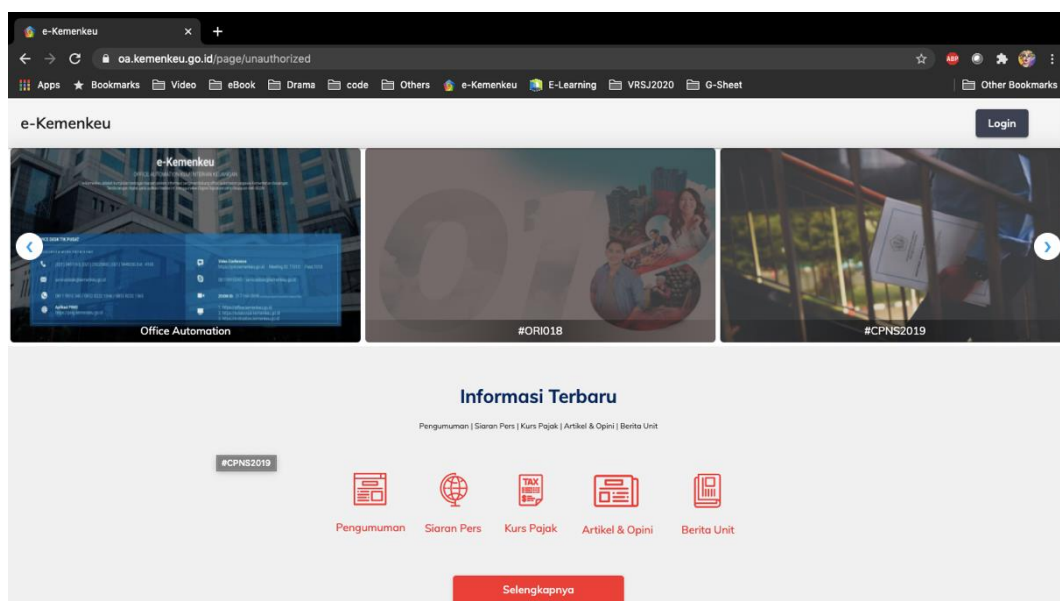 e-Kemenkeu
oa.kemenkeu.go.id/page/unauthorized
ABP
Apps Bookmarks Video eBook Drama code Others e-Kemenkeu E-Learning VRSJ2020 G-Sheet Other Bookmarks
e-Kemenkeu Login
e-Kemenkeu
Office Automation #ORI018 #CPNS2019
Informasi Terbaru
Pengumuman | Siaran Pers | Kurs Pajak | Artikel & Opini | Berita Unit
#CPNS2019
TAX
Pengumuman Siaran Pers Kurs Pajak Artikel & Opini Berita Unit
Selengkapnya